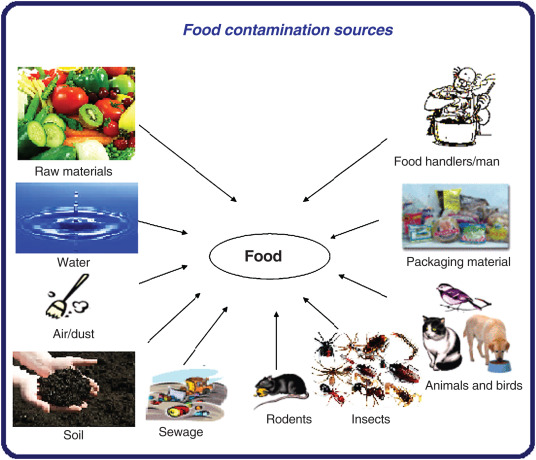 Food contamination sources
Raw materials
Food handlers/man
Water
Food
Packaging material
Air/dust
Animals and birds
Soil
Sewage
Rodents
Insects